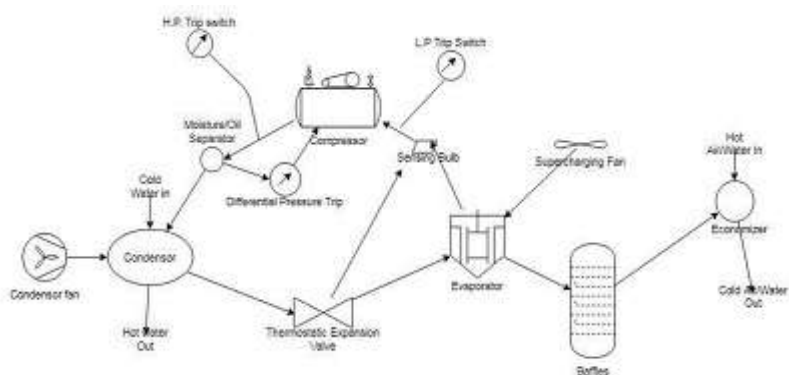 H.P. Trip switch
L.P Trip Switch
Moisture/Oil
Separator
Compressor
Sensing Bulb
Supercharging Fan
Hot
Air/Water In
Cold
Water in
Differential Pressure Trip
Condensor
Economizer
Condensor fan
Evaporator
Hot Water
Out
Thermostatic Expansion
Valve
Cold Air/Water
Out
Baffles